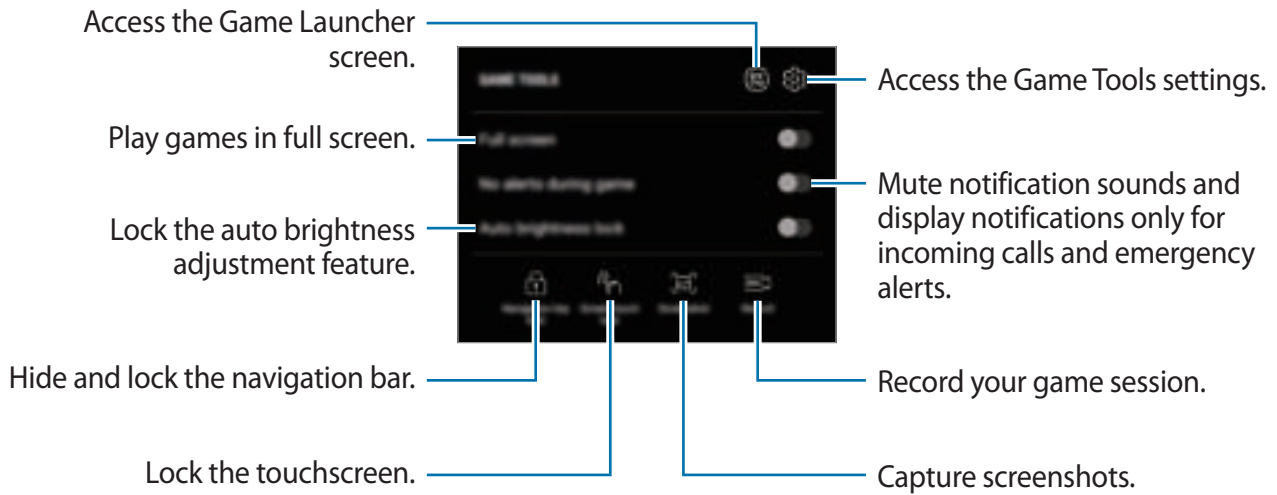 Access the Game Launcher
screen.
GAME TOOLS
Access the Game Tools settings.
Play games in full screen.
Full screen
No alerts during game
Mute notification sounds and
display notifications only for
incoming calls and emergency
alerts.
Lock the auto brightness
adjustment feature.
Auto brightness lock
Hide and lock the navigation bar.
Record your game session.
Lock the touchscreen.
Capture screenshots.